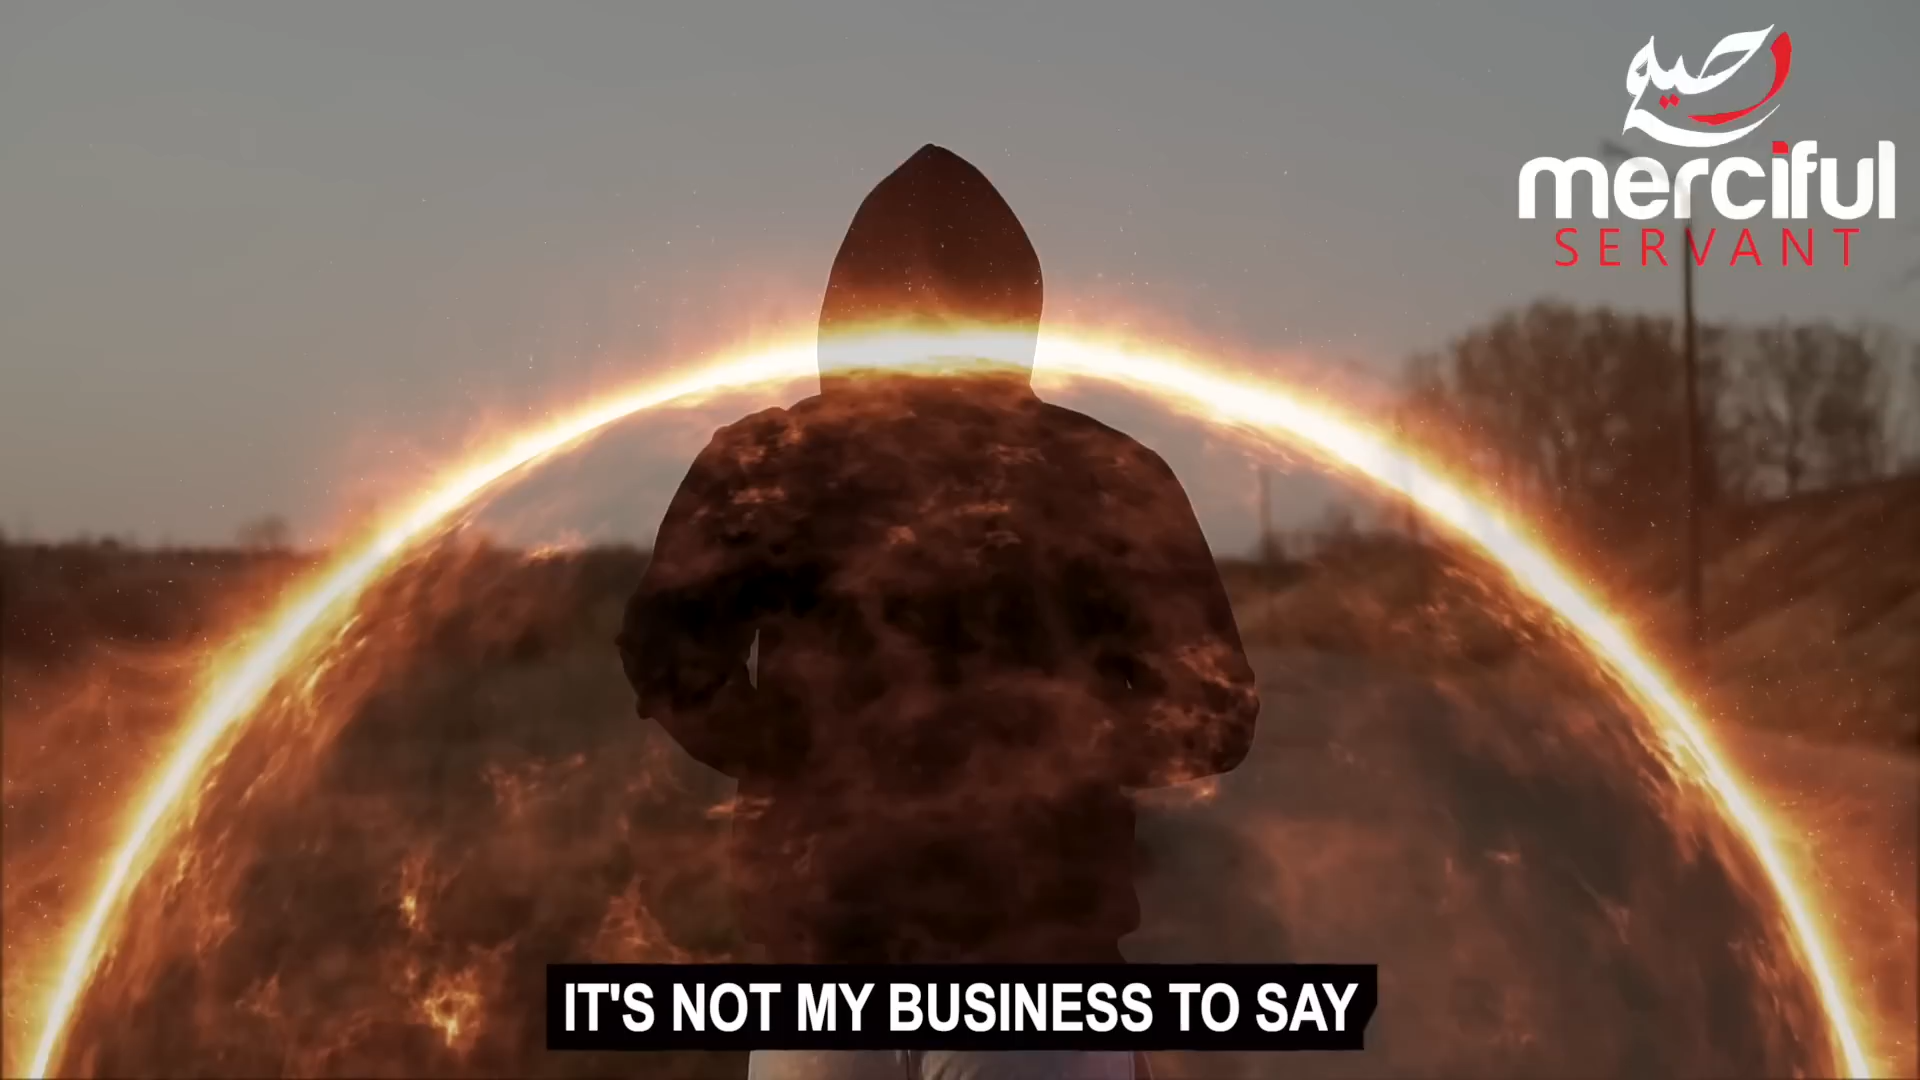 رحيم
merciful
SERVANT
IT'S NOT MY BUSINESS TO SAY